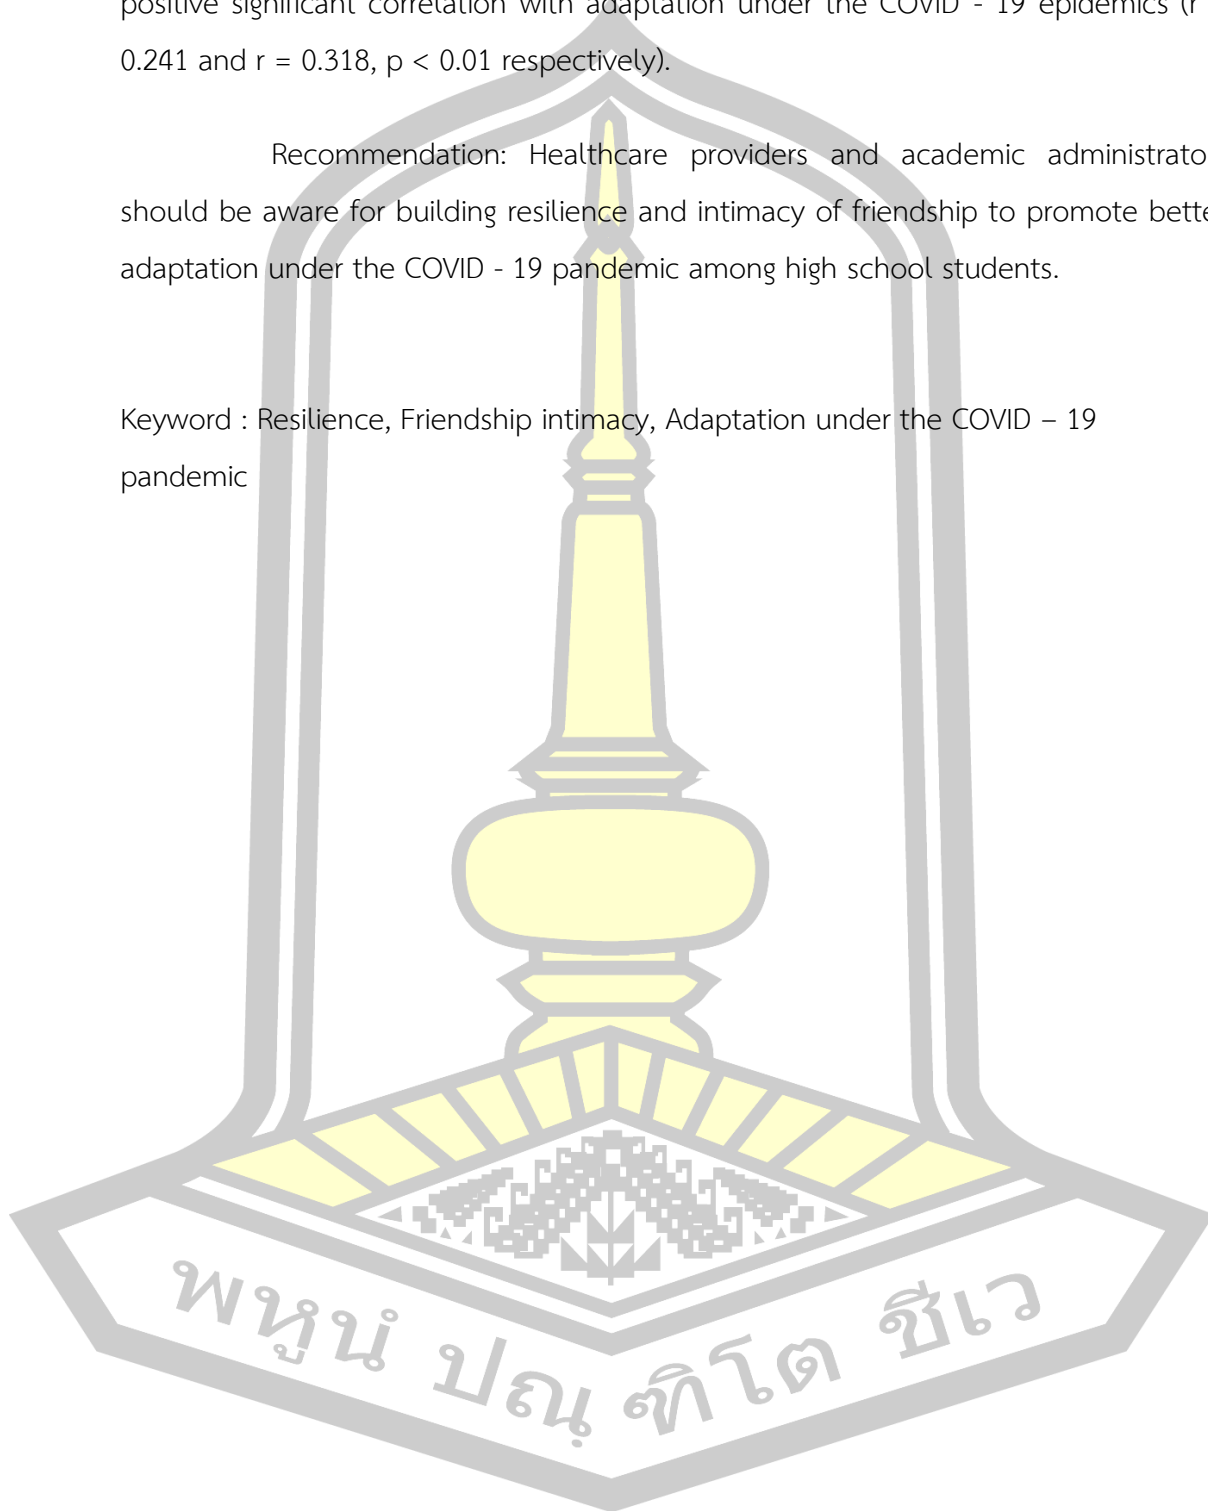 positive significant correlation with adaptation under the COVID - 19 epidemics (r
0.241 and r = 0.318, p < 0.01 respectively).
Recommendation: Healthcare providers and academic
should be aware for building resilience and intimacy of friendship to promote
adaptation under the COVID - 19 pandemic among high school students.
Keyword : Resilience, Friendship intimacy, Adaptation under the COVID – 19
pandemic
พหูนํ ปณฺฑิโต ชีเว